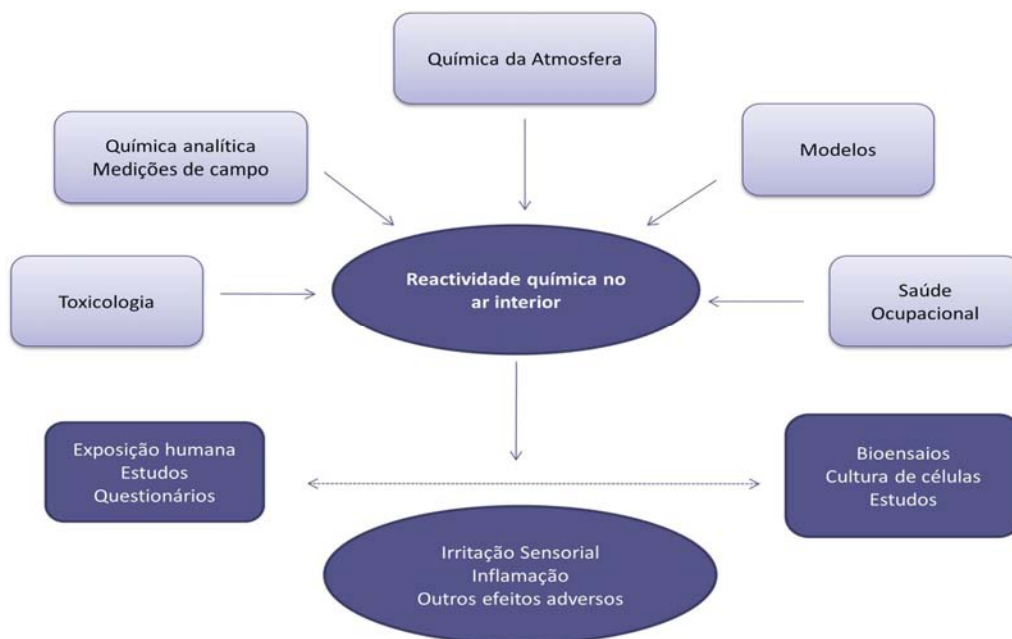 Química da Atmosfera
Química analítica
Medições de campo
Modelos
Reactividade química no
ar interior
Toxicologia
Saúde
Ocupacional
Exposição humana
Estudos
Questionários
Bioensaios
Cultura de células
Estudos
Irritação Sensorial
Inflamação
Outros efeitos adversos